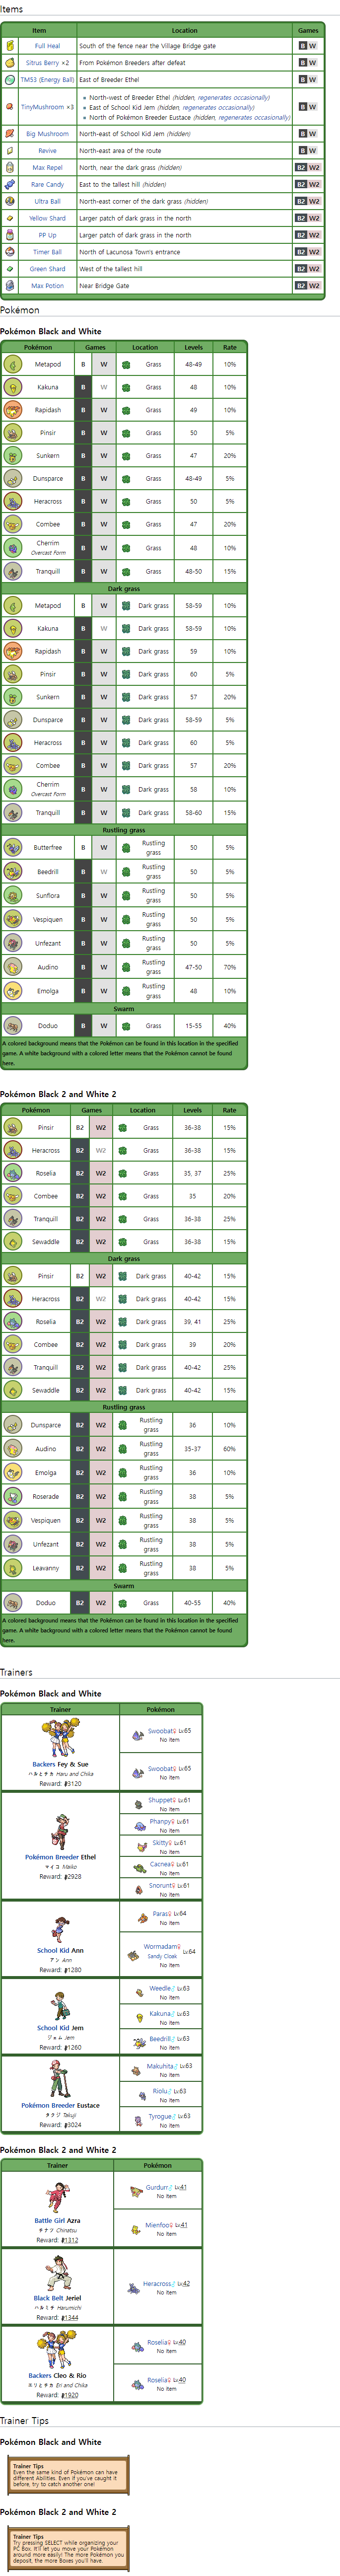 Items
Item Location Games
Full Heal South of the fence near the Village Bridge gate B W
Sitrus Berry ×2 From Pokémon Breeders after defeat B W
TM53 (Energy Ball) East of Breeder Ethel B W
TinyMushroom ×3 B W
North-west of Breeder Ethel (hidden, regenerates occasionally)
East of School Kid Jem (hidden, regenerates occasionally)
North of Pokémon Breeder Eustace (hidden, regenerates occasionally)
Big Mushroom North-east of School Kid Jem (hidden) B W
Revive North-east area of the route B W
Max Repel North, near the dark grass (hidden) B2 W2
Rare Candy East to the tallest hill (hidden) B2 W2
Ultra Ball North-east corner of the dark grass (hidden) B2 W2
Yellow Shard Larger patch of dark grass in the north B2 W2
PP Up Larger patch of dark grass in the north B2 W2
Timer Ball North of Lacunosa Town's entrance B2 W2
Green Shard West of the tallest hill B2 W2
Max Potion Near Bridge Gate B2 W2
Pokémon
Pokémon Black and White
Pokémon Games Location Levels Rate
Metapod B W Grass 48-49 10%
Kakuna B W Grass 48 10%
Rapidash B W Grass 49 10%
Pinsir B W Grass 50 5%
Sunkern B W Grass 47 20%
Dunsparce B W Grass 48-49 5%
Heracross B W Grass 50 5%
Combee B W Grass 47 20%
Cherrim
Overcast Form B W Grass 48 10%
Tranquill B W Grass 48-50 15%
Dark grass
Metapod B W Dark grass 58-59 10%
Kakuna B W Dark grass 58-59 10%
Rapidash B W Dark grass 59 10%
Pinsir B W Dark grass 60 5%
Sunkern B W Dark grass 57 20%
Dunsparce B W Dark grass 58-59 5%
Heracross B W Dark grass 60 5%
Combee B W Dark grass 57 20%
Cherrim
Overcast Form B W Dark grass 58 10%
Tranquill B W Dark grass 58-60 15%
Rustling grass
Butterfree B W Rustling grass 50 5%
Beedrill B W Rustling grass 50 5%
Sunflora B W Rustling grass 50 5%
Vespiquen B W Rustling grass 50 5%
Unfezant B W Rustling grass 50 5%
Audino B W Rustling grass 47-50 70%
Emolga B W Rustling grass 48 10%
Swarm
Doduo B W Grass 15-55 40%
A colored background means that the Pokémon can be found in this location in the specified
game. A white background with a colored letter means that the Pokémon cannot be found
here.
Pokémon Black 2 and White 2
Pokémon Games Location Levels Rate
Pinsir B2 W2 Grass 36-38 15%
Heracross B2 W2 Grass 36-38 15%
Roselia B2 W2 Grass 35, 37 25%
Combee B2 W2 Grass 35 20%
Tranquill B2 W2 Grass 36-38 25%
Sewaddle B2 W2 Grass 36-38 15%
Dark grass
Pinsir B2 W2 Dark grass 40-42 15%
Heracross B2 W2 Dark grass 40-42 15%
Roselia B2 W2 Dark grass 39, 41 25%
Combee B2 W2 Dark grass 39 20%
Tranquill B2 W2 Dark grass 40-42 25%
Sewaddle B2 W2 Dark grass 40-42 15%
Rustling grass
Dunsparce B2 W2 Rustling grass 36 10%
Audino B2 W2 Rustling grass 35-37 60%
Emolga B2 W2 Rustling grass 36 10%
Roserade B2 W2 Rustling grass 38 5%
Vespiquen B2 W2 Rustling grass 38 5%
Unfezant B2 W2 Rustling grass 38 5%
Leavanny B2 W2 Rustling grass 38 5%
Swarm
Doduo B2 W2 Grass 40-55 40%
A colored background means that the Pokémon can be found in this location in the specified
game. A white background with a colored letter means that the Pokémon cannot be found
here.
Trainers
Pokémon Black and White
Trainer Pokémon
Backers Fey & Sue
ハルとチカ Haru and Chika
Reward: 3120
Swoobat♀ Lv.65
No item
Swoobat♀ Lv.65
No item
Pokémon Breeder Ethel
マイコ Maiko
Reward: 2928
Shuppet♀ Lv.61
No item
Phanpy♀ Lv.61
No item
Skitty♀ Lv.61
No item
Cacnea♀ Lv.61
No item
Snorunt♀ Lv.61
No item
School Kid Ann
アン Ann
Reward: 1280
Paras♀ Lv.64
No item
Wormadam♀ Lv.64
Sandy Cloak
No item
School Kid Jem
ジェム Jem
Reward: 1260
Weedle♂ Lv.63
No item
Kakuna♂ Lv.63
No item
Beedrill♂ Lv.63
No item
Pokémon Breeder Eustace
タクジ Takuji
Reward: 3024
Makuhita♂ Lv.63
No item
Riolu♂ Lv.63
No item
Tyrogue♂ Lv.63
No item
Pokémon Black 2 and White 2
Trainer Pokémon
Battle Girl Azra
チナツ Chinatsu
Reward: 1312
Gurdurr♂ Lv.41
No item
Mienfoo♀ Lv.41
No item
Black Belt Jeriel
ハルミチ Harumichi
Reward: 1344
Heracross♂ Lv.42
No item
Backers Cleo & Rio
エリとチカ Eri and Chika
Reward: 1920
Roselia♀ Lv.40
No item
Roselia♀ Lv.40
No item
Trainer Tips
Pokémon Black and White
Trainer Tips
Even the same kind of Pokémon can have
different Abilities. Even if you've caught it
before, try to catch another one!
Pokémon Black 2 and White 2
Trainer Tips
Try pressing SELECT while organizing your
PC Box. It'll let you move your Pokémon
around more easily! The more Pokémon you
deposit, the more Boxes you'll have.